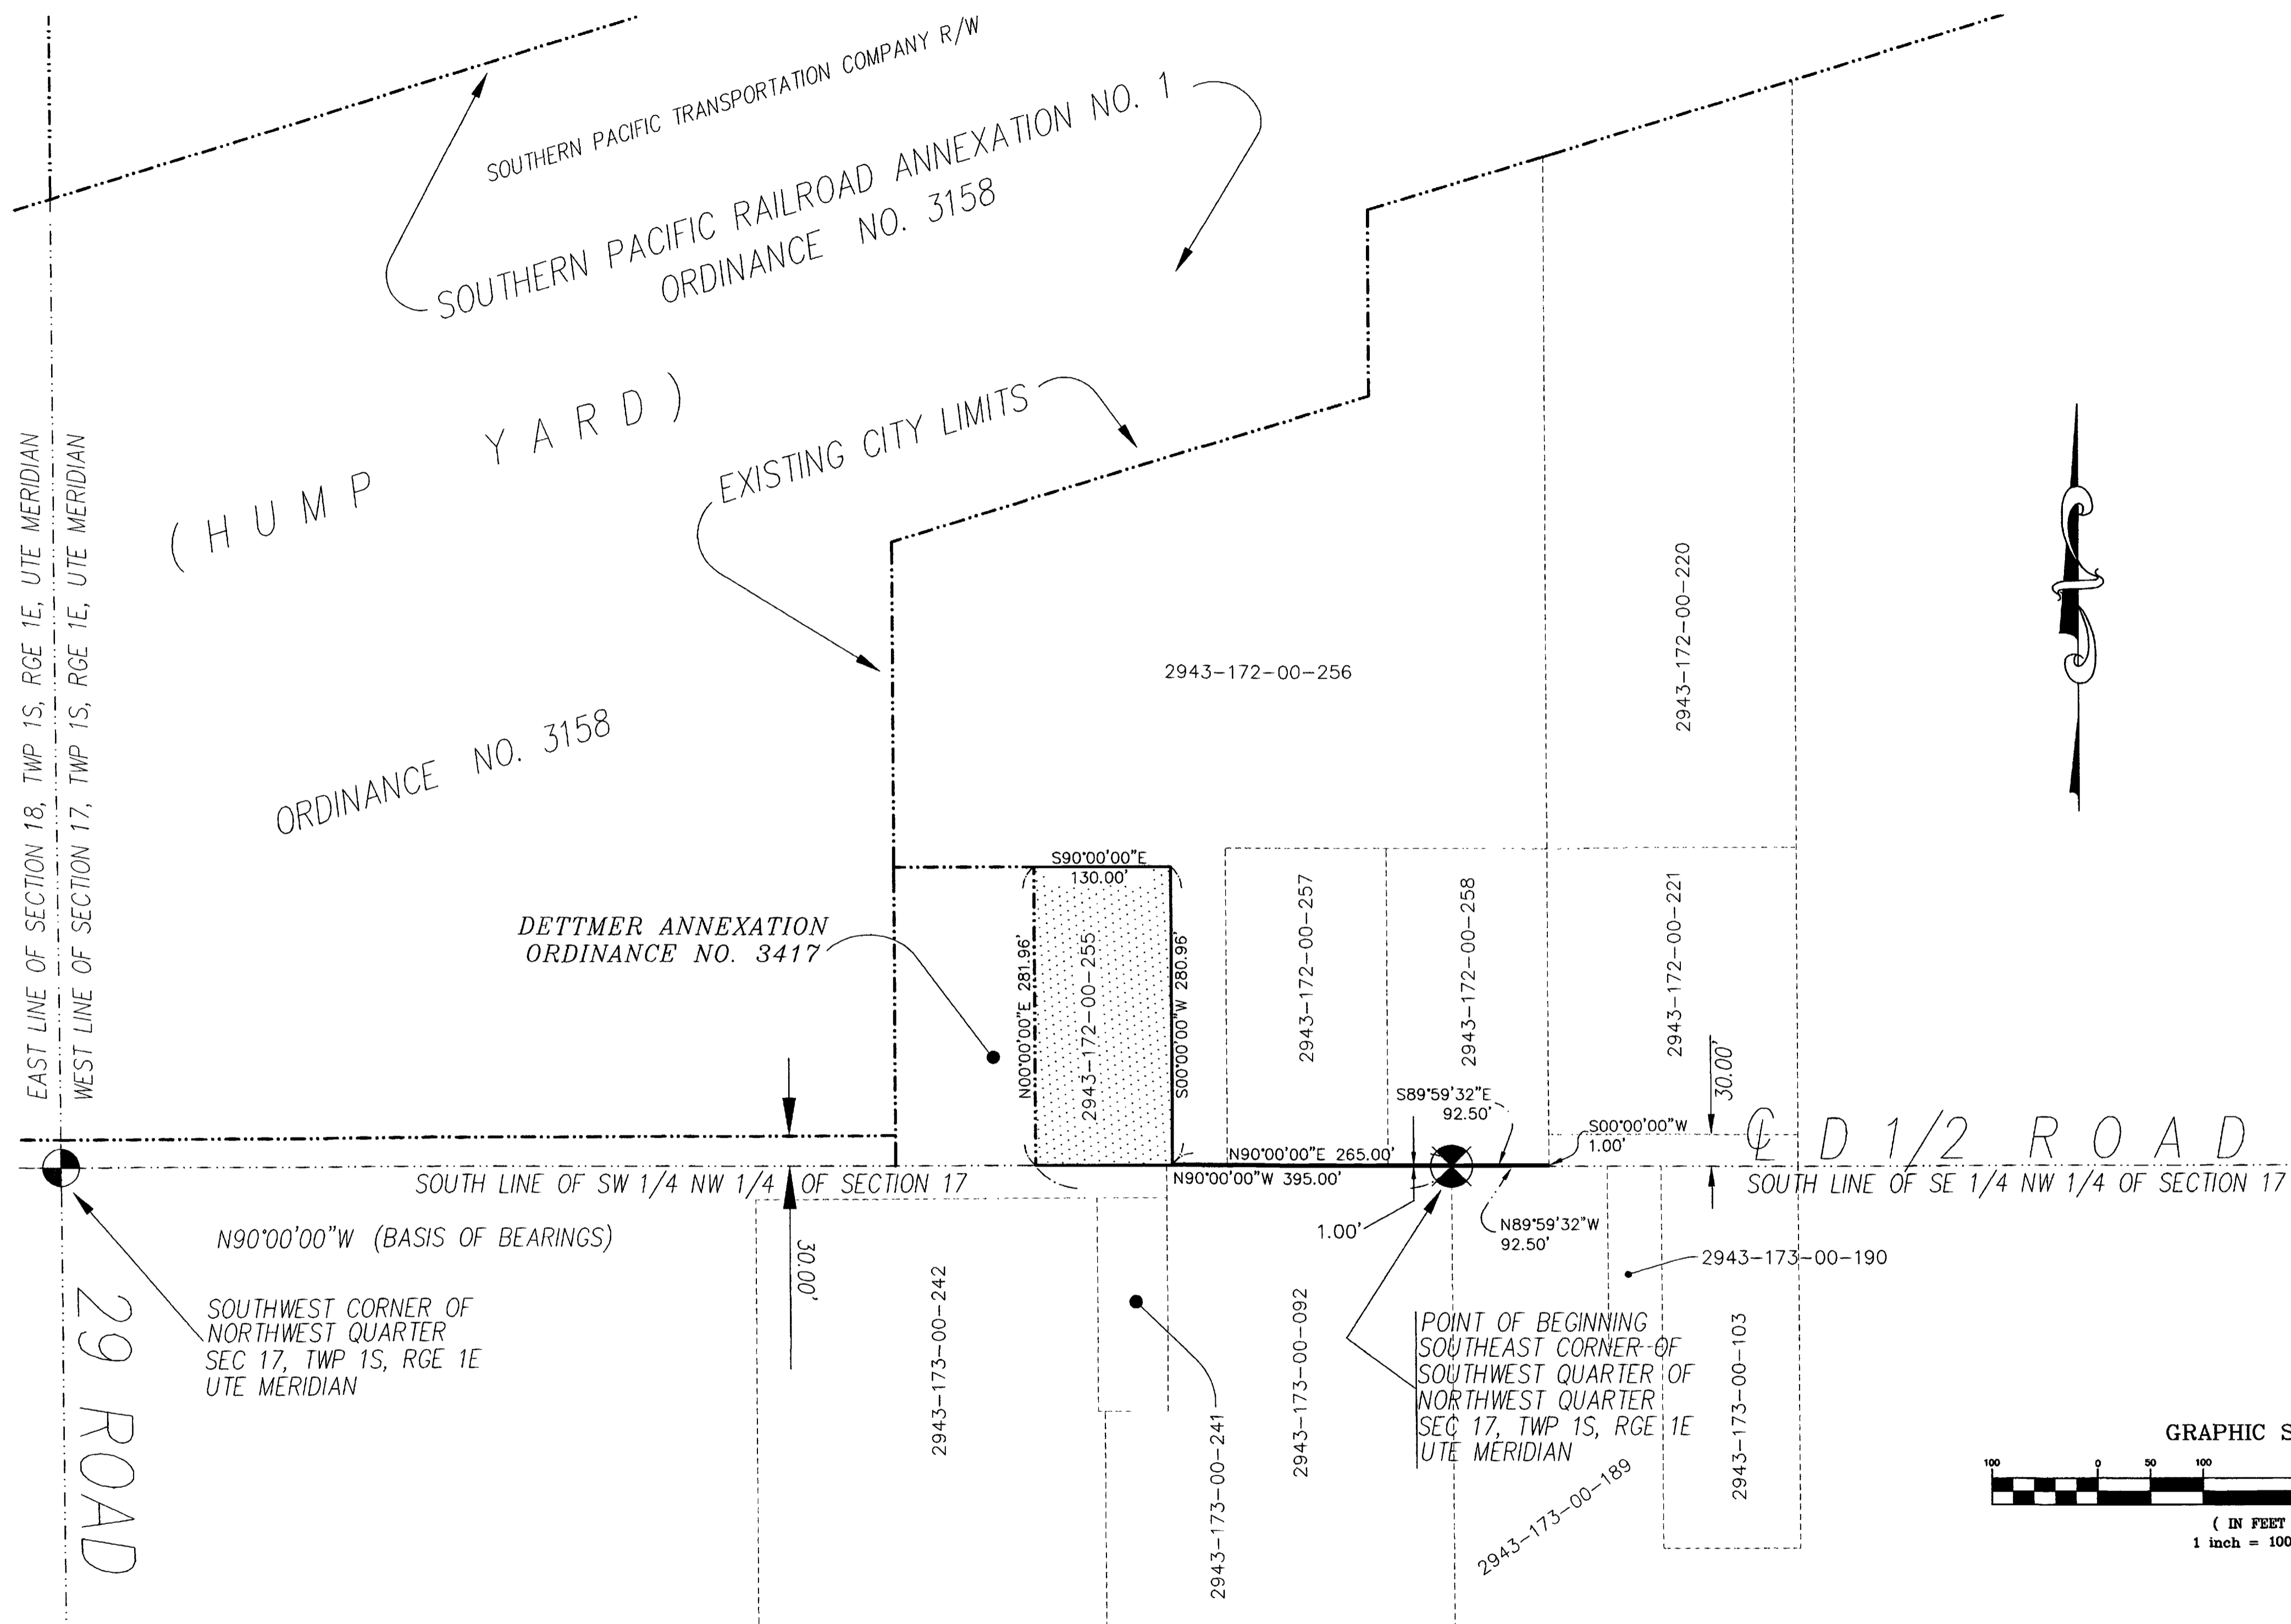 SOUTHERN PACIFIC TRANSPORTATION COMPANY R/W
SOUTHERN PACIFIC RAILROAD ANNEXATION NO. 1
ORDINANCE NO. 3158
(HUMP YARD)
EXISTING CITY LIMITS
EAST LINE OF SECTION 18, TWP 1S, RGE 1E, UTE MERIDIAN
WEST LINE OF SECTION 17, TWP 1S, RGE 1E, UTE MERIDIAN
ORDINANCE NO. 3158
2943-172-00-256
2943-172-00-220
S90°00'00"E
130.00'
DETTMER ANNEXATION
ORDINANCE NO. 3417
N00°00'00"E 281.96'
2943-172-00-255
S00°00'00"W 280.96'
2943-172-00-257
2943-172-00-258
2943-172-00-221
30.00'
S89°59'32"E
92.50'
S00°00'00"W
1.00'
℄ D 1/2 ROAD
N90°00'00"E 265.00'
N90°00'00"W 395.00'
SOUTH LINE OF SW 1/4 NW 1/4 OF SECTION 17
SOUTH LINE OF SE 1/4 NW 1/4 OF SECTION 17
N90°00'00"W (BASIS OF BEARINGS)
30.00'
1.00'
N89°59'32"W
92.50'
2943-173-00-190
SOUTHWEST CORNER OF
NORTHWEST QUARTER
SEC 17, TWP 1S, RGE 1E
UTE MERIDIAN
29 ROAD
2943-173-00-242
2943-173-00-241
2943-173-00-092
POINT OF BEGINNING
SOUTHEAST CORNER OF
SOUTHWEST QUARTER OF
NORTHWEST QUARTER
SEC 17, TWP 1S, RGE 1E
UTE MERIDIAN
2943-173-00-189
2943-173-00-103
GRAPHIC S
100 0 50 100
( IN FEET
1 inch = 100